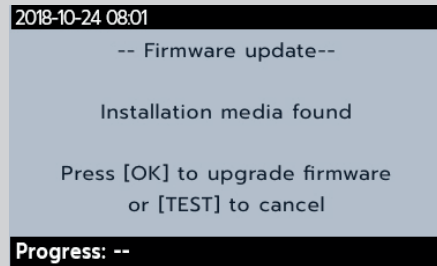 2018-10-24 08:01
-- Firmware update--
Installation media found
Press [OK] to upgrade firmware
or [TEST] to cancel
Progress: --